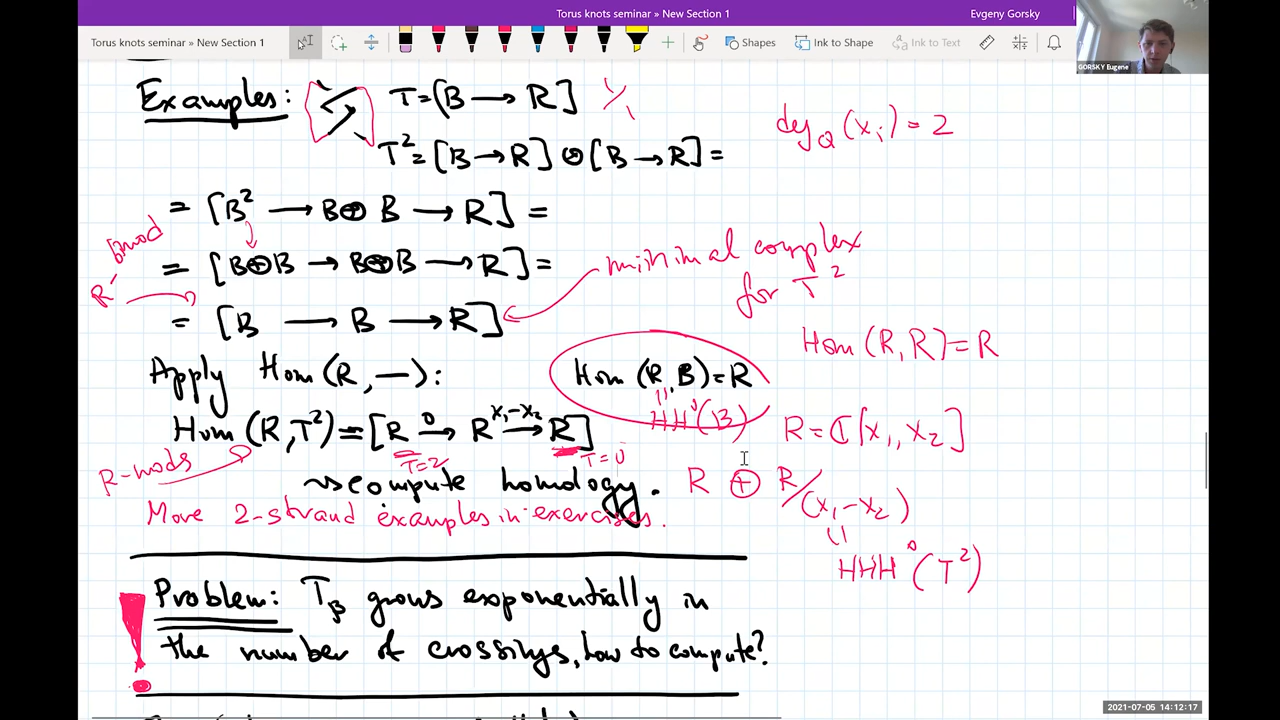 Torus knots seminar » New Section 1
Evgeny Gorsky
Torus knots seminar » New Section 1
Shapes
Ink to Shape
Ink to Text
GORSKY Eugene
Examples: T = [B → R]
deg_Q(x_i) = 2
T² = [B → R] ⊗ [B → R] =
= [B² → B⊕B → R] =
R-bimod
= [B⊕B → B⊕B → R] =
minimal complex
for T²
= [B → B → R]
Hom (R, R) = R
Apply Hom (R, —):
Hom (R, B) = R
HH⁰(B)
Hom (R, T²) = [R →^0 R →^{x₁-x₂} R]
R = ℂ[x₁, x₂]
R-mods
T=2
T=0
⇝ compute homology.
R ⊕ R/(x₁-x₂)
Move 2-strand examples in exercises.
HHH⁰(T²)
! Problem: T_β grows exponentially in
the number of crossings, how to compute?
2021-07-05 14:12:17